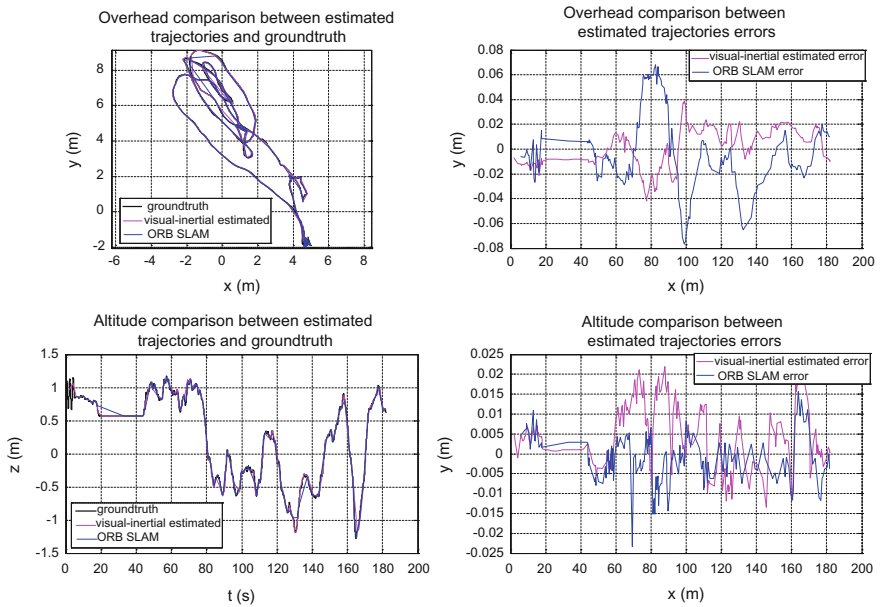 Overhead comparison between estimated
trajectories and groundtruth
y (m)
8
6
4
2
0
-2
groundtruth
visual-inertial estimated
ORB SLAM
-6 -4 -2 0 2 4 6 8
x (m)
Overhead comparison between
estimated trajectories errors
y (m)
0.08
0.06
0.04
0.02
0
-0.02
-0.04
-0.06
-0.08
visual-inertial estimated error
ORB SLAM error
0 20 40 60 80 100 120 140 160 180 200
x (m)
Altitude comparison between estimated
trajectories and groundtruth
z (m)
1.5
1
0.5
0
-0.5
-1
-1.5
groundtruth
visual-inertial estimated
ORB SLAM
0 20 40 60 80 100 120 140 160 180 200
t (s)
Altitude comparison between
estimated trajectories errors
y (m)
0.025
0.02
0.015
0.01
0.005
0
-0.005
-0.01
-0.015
-0.02
-0.025
visual-inertial estimated error
ORB SLAM error
0 20 40 60 80 100 120 140 160 180 200
x (m)